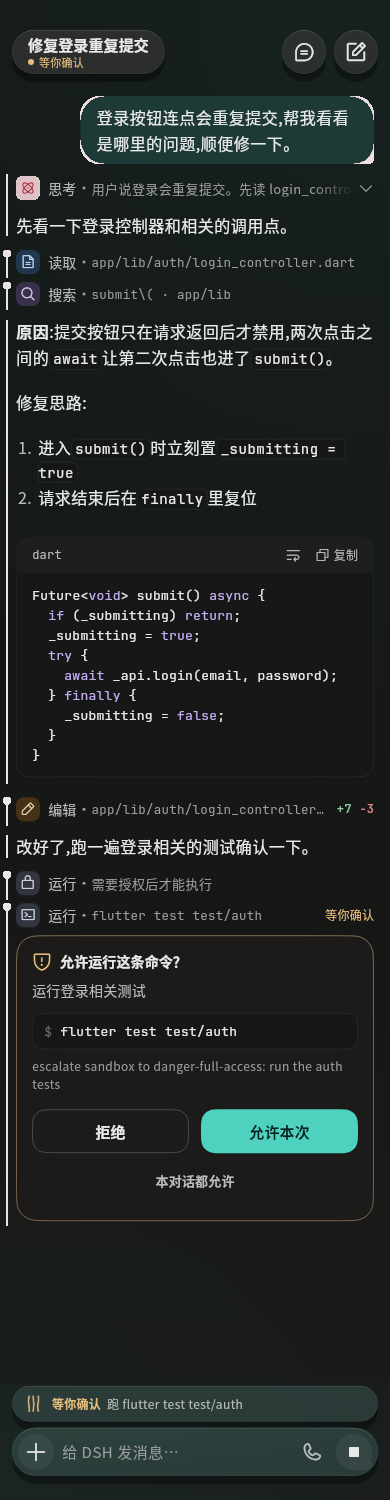 修复登录重复提交
等你确认
登录按钮连点会重复提交,帮我看看
是哪里的问题,顺便修一下。
思考·用户说登录会重复提交。先读 login_contro
先看一下登录控制器和相关的调用点。
读取·app/lib/auth/login_controller.dart
搜索·submit\( · app/lib
原因:提交按钮只在请求返回后才禁用,两次点击之
间的 await 让第二次点击也进了 submit()。
修复思路:
1. 进入 submit() 时立刻置 _submitting =
true
2. 请求结束后在 finally 里复位
dart 复制
Future<void> submit() async {
if (_submitting) return;
_submitting = true;
try {
await _api.login(email, password);
} finally {
_submitting = false;
}
}
编辑·app/lib/auth/login_controller… +7 -3
改好了,跑一遍登录相关的测试确认一下。
运行·需要授权后才能执行
运行·flutter test test/auth 等你确认
允许运行这条命令?
运行登录相关测试
$ flutter test test/auth
escalate sandbox to danger-full-access: run the auth
tests
拒绝 允许本次
本对话都允许
等你确认 跑 flutter test test/auth
给 DSH 发消息…